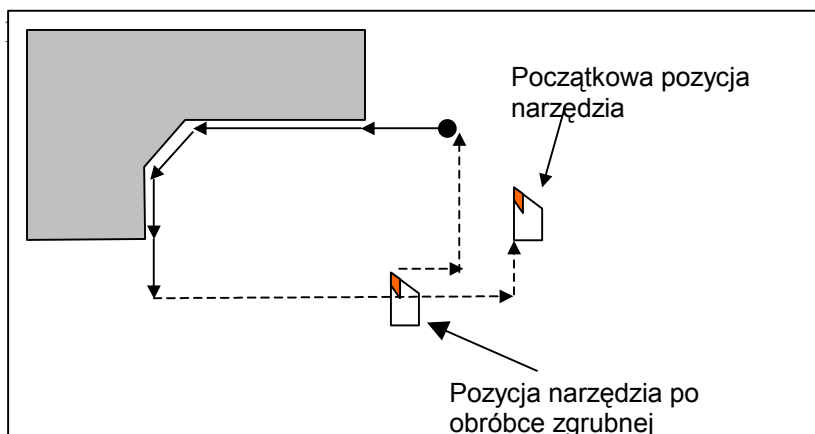 Początkowa pozycja
narzędzia
Pozycja narzędzia po
obróbce zgrubnej